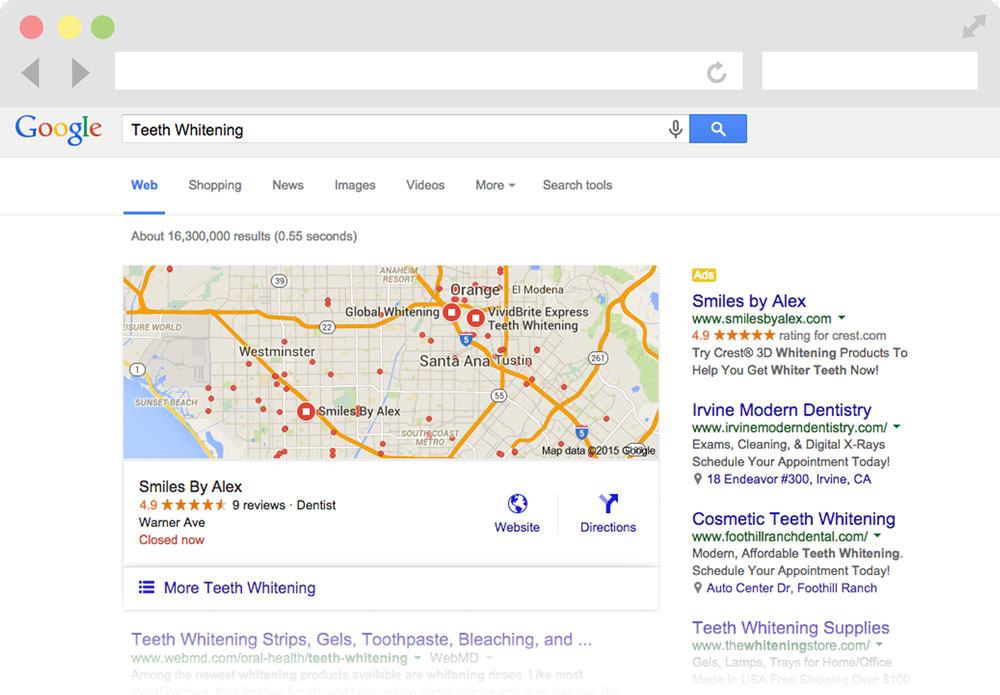 Google
Teeth Whitening
Web Shopping News Images Videos More Search tools
About 16,300,000 results (0.55 seconds)
39
ANAHEIM
RESORT
Orange
El Modena
Global Whitening
VividBrite Express
Teeth Whitening
EISURE WORLD
22
5
Westminster
Santa Ana
Tustin
261
1
55
SUNSET BEACH
Smiles By Alex
SOUTH COAST
METRO
5
Map data ©2015 Google
Smiles By Alex
4.9 ★★★★★ 9 reviews · Dentist
Warner Ave
Closed now
Website
Directions
More Teeth Whitening
Teeth Whitening Strips, Gels, Toothpaste, Bleaching, and ...
www.webmd.com/oral-health/teeth-whitening WebMD
Among the newest whitening products available are whitening rinses. Like most
mouthwashes, they freshen breath and help reduce dental plaque and gum disease. But
Ads
Smiles by Alex
www.smilesbyalex.com
4.9 ★★★★★ rating for crest.com
Try Crest® 3D Whitening Products To
Help You Get Whiter Teeth Now!
Irvine Modern Dentistry
www.irvinemoderndentistry.com/
Exams, Cleaning, & Digital X-Rays
Schedule Your Appointment Today!
18 Endeavor #300, Irvine, CA
Cosmetic Teeth Whitening
www.foothillranchdental.com/
Modern, Affordable Teeth Whitening.
Schedule Your Appointment Today!
Auto Center Dr, Foothill Ranch
Teeth Whitening Supplies
www.thewhiteningstore.com/
Gels, Lamps, Trays for Home/Office
Made In USA Free Shipping Over $100